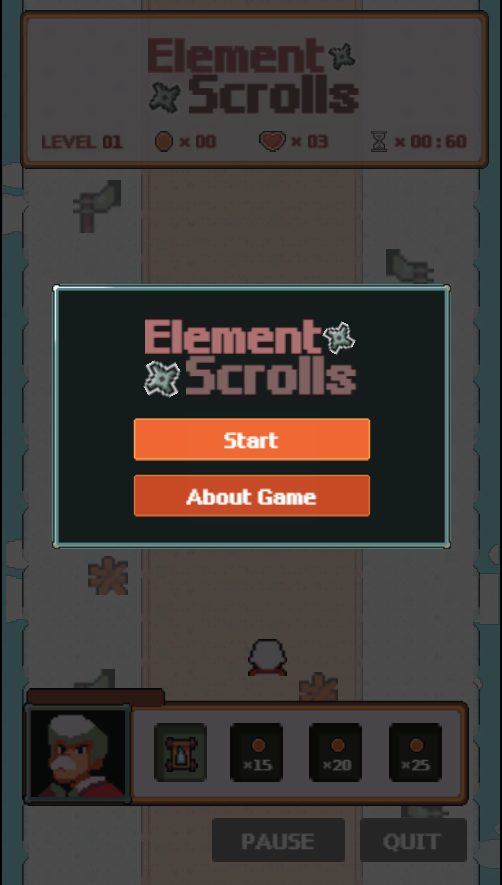 Element
Scrolls
LEVEL 01 × 00 × 03 × 00:60
Element
Scrolls
Start
About Game
×15 ×20 ×25
PAUSE QUIT